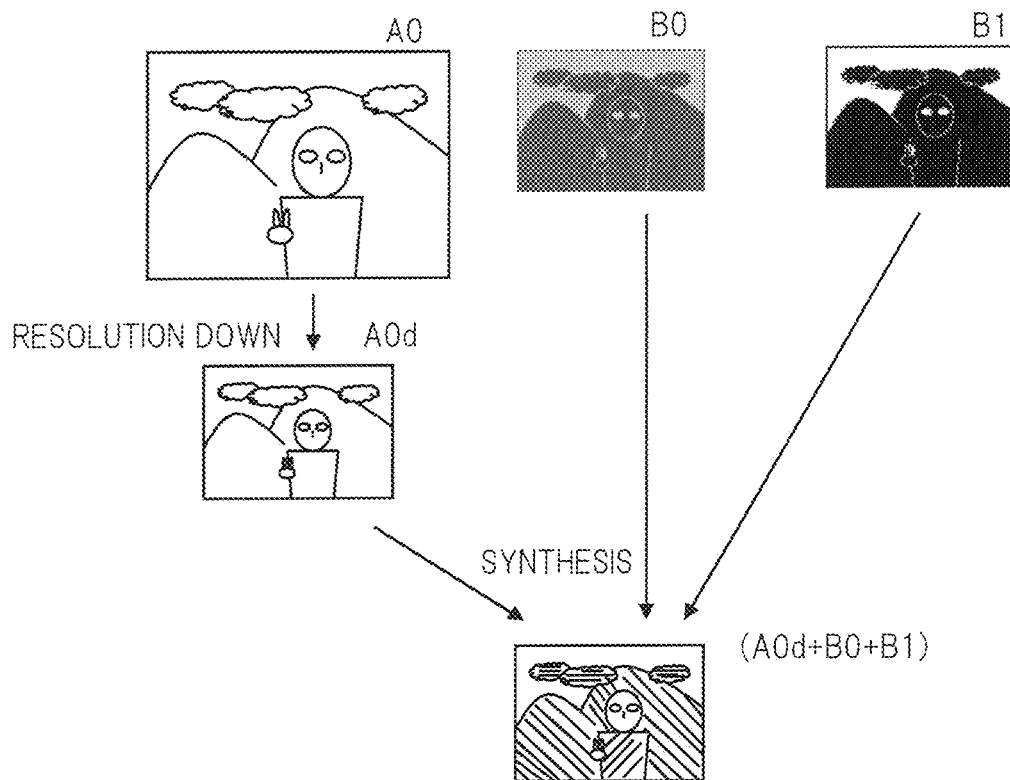 A0
B0
B1
RESOLUTION DOWN
A0d
SYNTHESIS
(A0d+B0+B1)